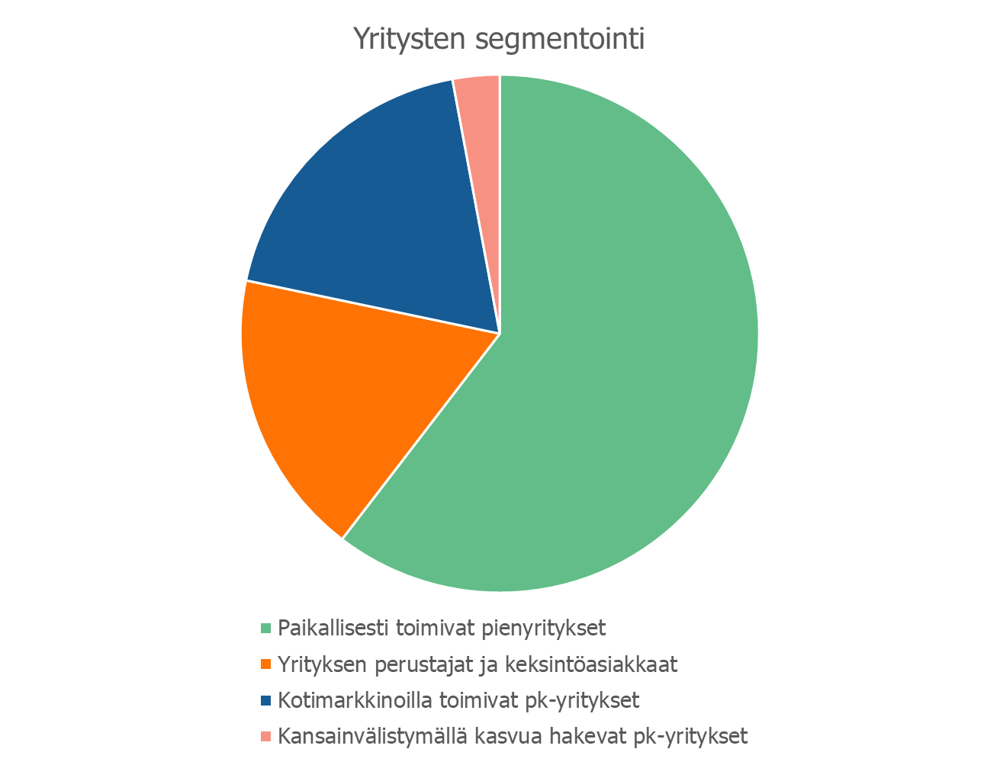 Yritysten segmentointi
Paikallisesti toimivat pienyritykset
Yrityksen perustajat ja keksintöasiakkaat
Kotimarkkinoilla toimivat pk-yritykset
Kansainvälistymällä kasvua hakevat pk-yritykset